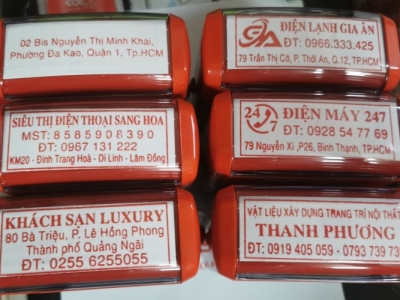 02 Bis Nguyễn Thị Minh Khai,
Phường Đa Kao, Quận 1, Tp.HCM
GA ĐIỆN LẠNH GIA ÂN
ĐT: 0966.333.425
79 Trần Thị Cờ, P. Thới An, Q.12, TP.HCM
SIÊU THỊ ĐIỆN THOẠI SANG HOA
MST: 8585908390
ĐT: 0967 131 222
KM20 - Đinh Trang Hoà - Di Linh - Lâm Đồng
24/7 ĐIỆN MÁY 247
ĐT: 0928 54 77 69
79 Nguyễn Xí ,P26, Bình Thạnh, TP.HCM
KHÁCH SẠN LUXURY
80 Bà Triệu, P. Lê Hồng Phong
Thành phố Quảng Ngãi
ĐT: 0255 6255055
VẬT LIỆU XÂY DỰNG TRANG TRÍ NỘI THẤT
THANH PHƯƠNG
ĐT: 0919 405 059 - 0793 739 739